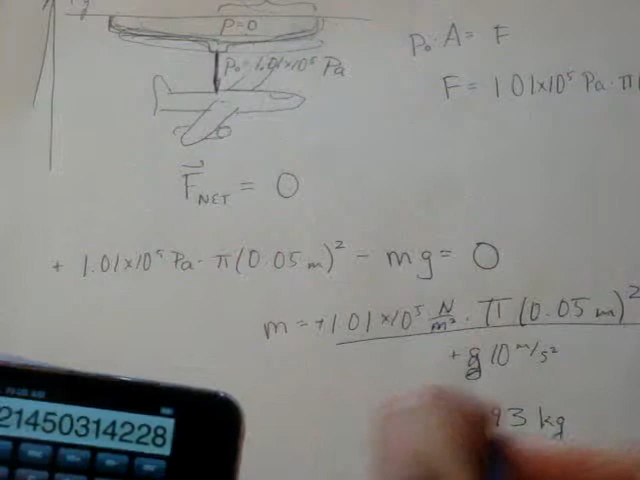 P=0
P₀ · A = F
P₀=1.01×10⁵ Pa
F = 1 01×10⁵ Pa · π
F⃗NET = 0
+ 1.01×10⁵ Pa · π(0.05 m)² - mg = 0
m = +1.01×10⁵ N/m² · π(0.05 m)²
+ g 10 m/s²
93 kg
21450314228